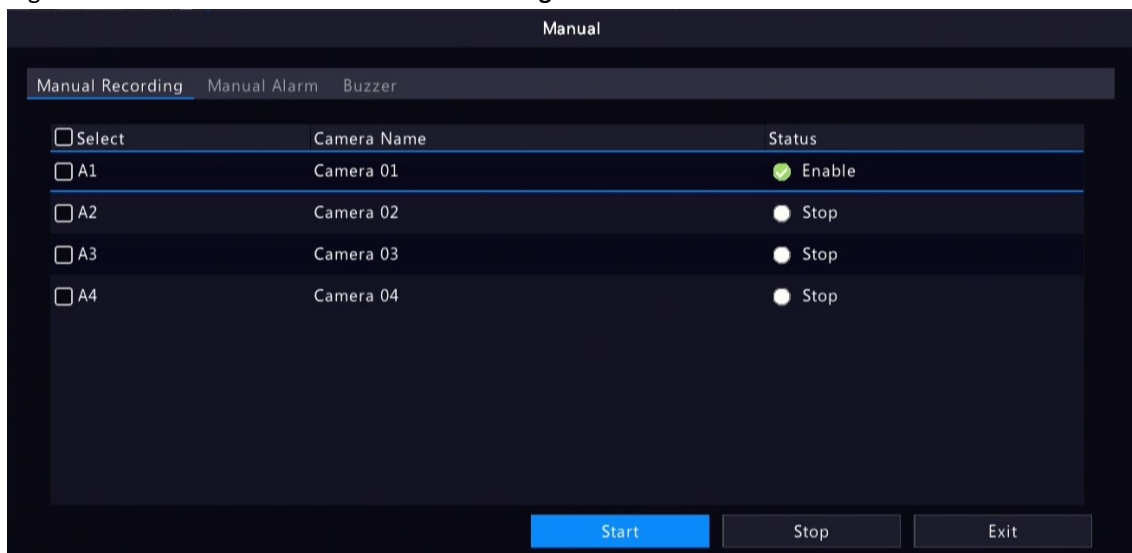 Manual
Manual Recording Manual Alarm Buzzer
Select Camera Name Status
A1 Camera 01 Enable
A2 Camera 02 Stop
A3 Camera 03 Stop
A4 Camera 04 Stop
Start Stop Exit